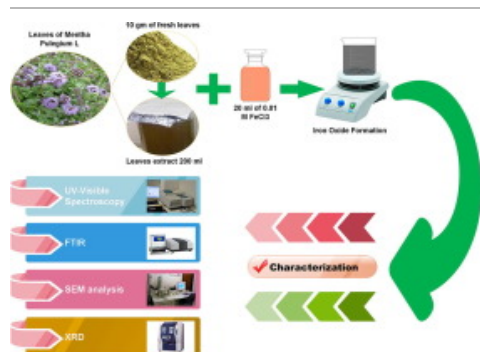 Leaves of Mentha
Pulegium L
10 gm of fresh leaves
Leaves extract 200 ml
20 ml of 0.01
M FeCl3
Iron Oxide Formation
UV-Visible
Spectroscopy
FTIR
SEM analysis
XRD
Characterization